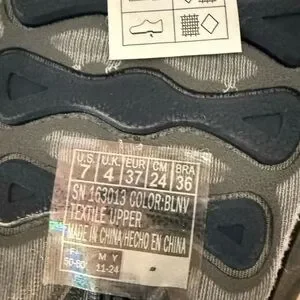 U.S. U.K. EUR CM BRA
7 4 37 24 36
SN 163013 COLOR:BLNV
TEXTILE UPPER
MADE IN CHINA/HECHO EN CHINA
M Y
11-24